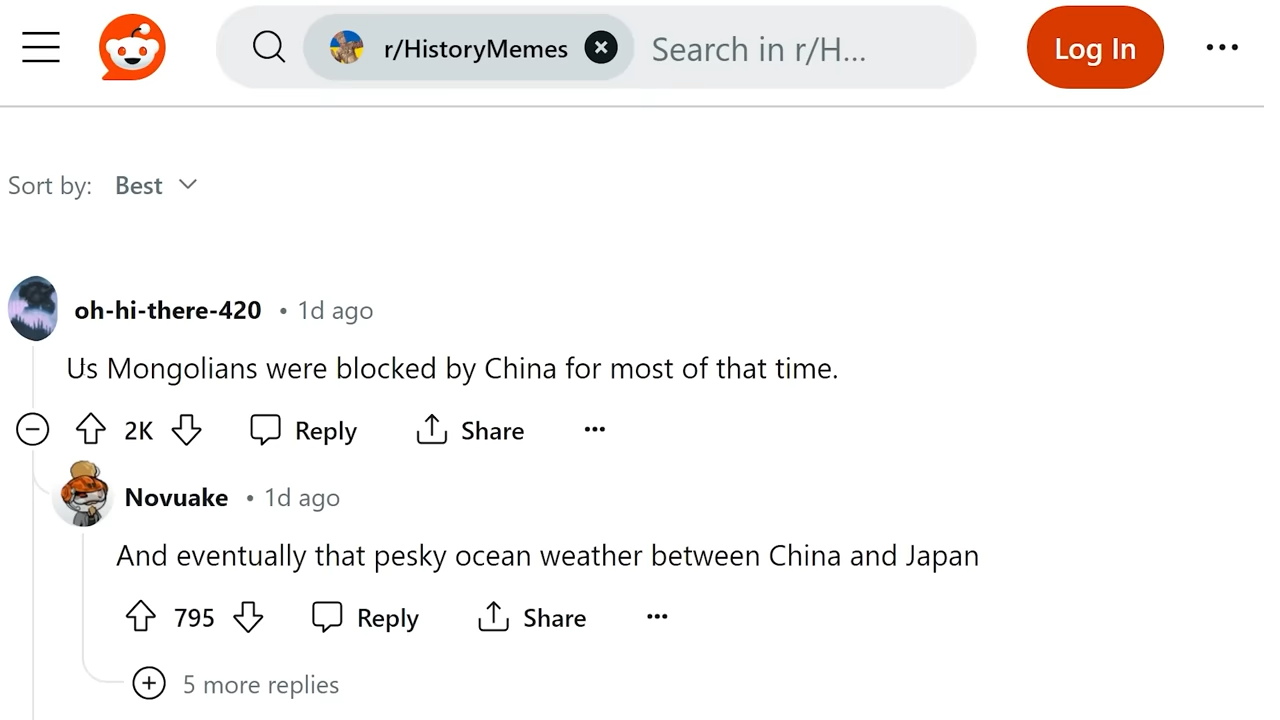 r/HistoryMemes Search in r/H... Log In
Sort by: Best
oh-hi-there-420 • 1d ago
Us Mongolians were blocked by China for most of that time.
2K Reply Share
Novuake • 1d ago
And eventually that pesky ocean weather between China and Japan
795 Reply Share
5 more replies